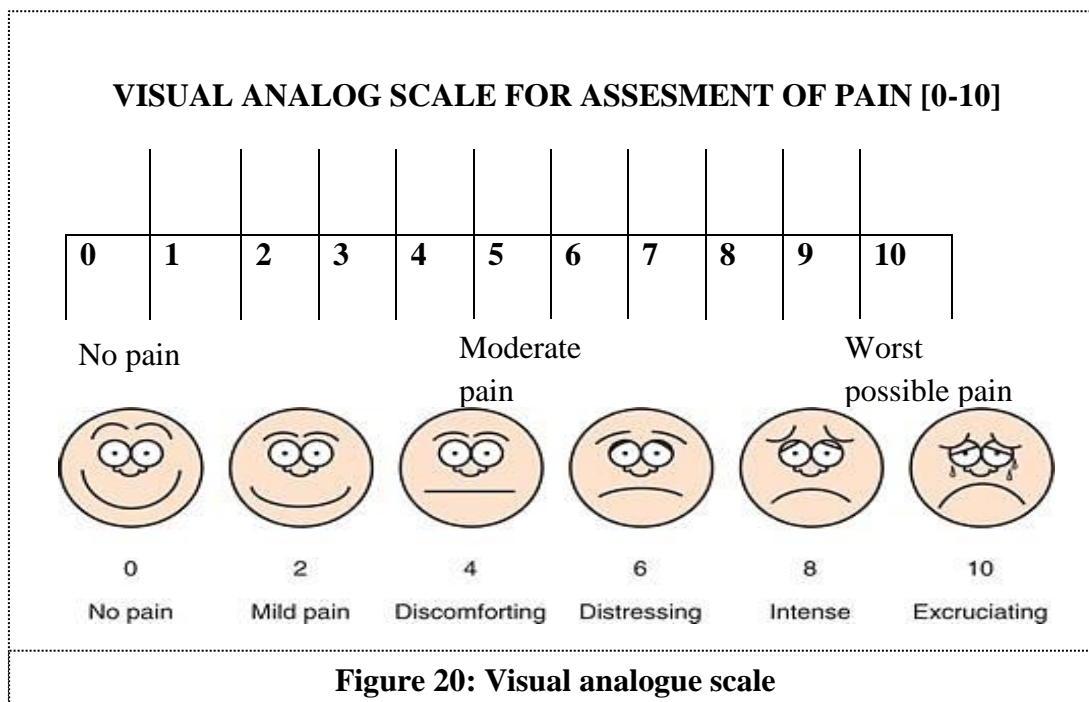 VISUAL ANALOG SCALE FOR ASSESMENT OF PAIN [0-10]
0 1 2 3 4 5 6 7 8 9 10
No pain Moderate pain Worst possible pain
0 2 4 6 8 10
No pain Mild pain Discomforting Distressing Intense Excruciating
Figure 20: Visual analogue scale